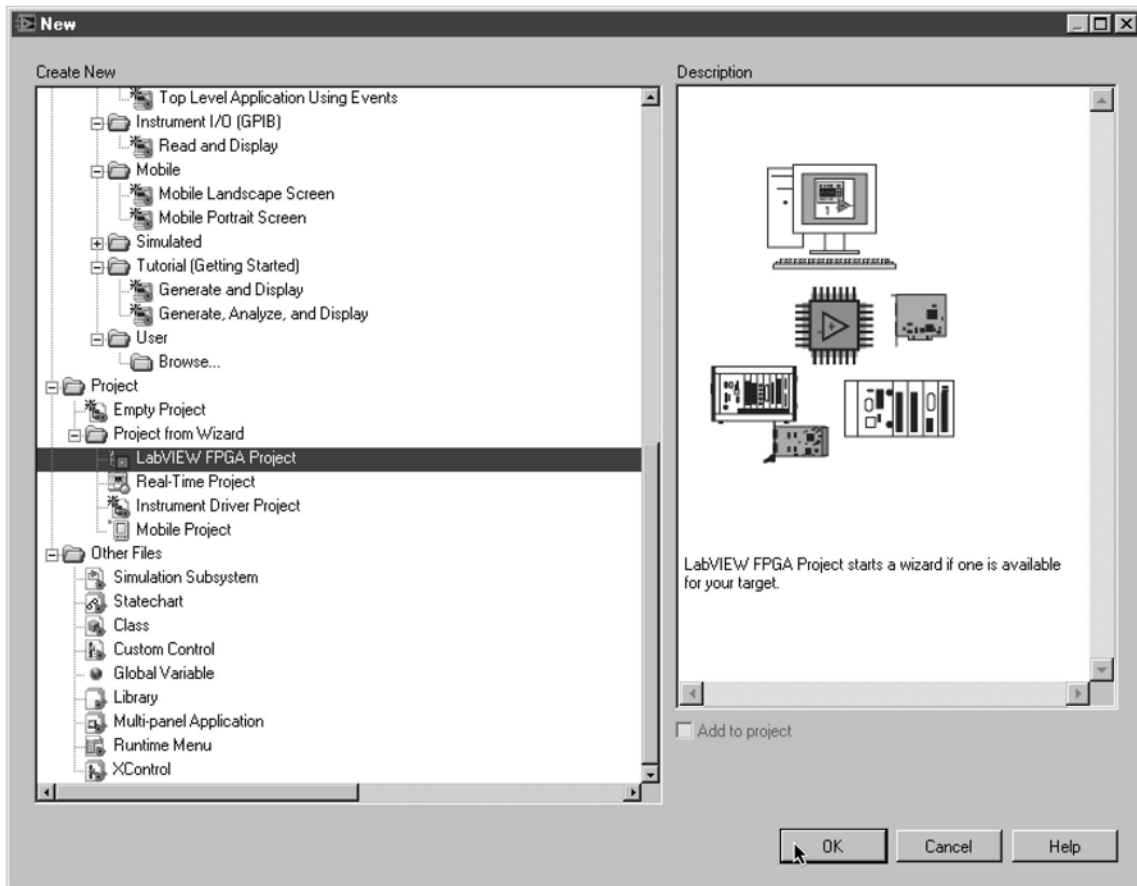 New
Create New
Top Level Application Using Events
Instrument I/O (GPIB)
Read and Display
Mobile
Mobile Landscape Screen
Mobile Portrait Screen
Simulated
Tutorial (Getting Started)
Generate and Display
Generate, Analyze, and Display
User
Browse...
Project
Empty Project
Project from Wizard
LabVIEW FPGA Project
Real-Time Project
Instrument Driver Project
Mobile Project
Other Files
Simulation Subsystem
Statechart
Class
Custom Control
Global Variable
Library
Multi-panel Application
Runtime Menu
XControl
Description
LabVIEW FPGA Project starts a wizard if one is available
for your target.
Add to project
OK
Cancel
Help